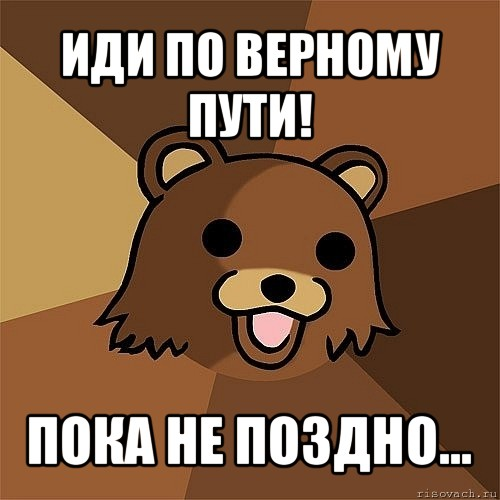 ИДИ ПО ВЕРНОМУ
ПУТИ!
ПОКА НЕ ПОЗДНО...
risovach.ru